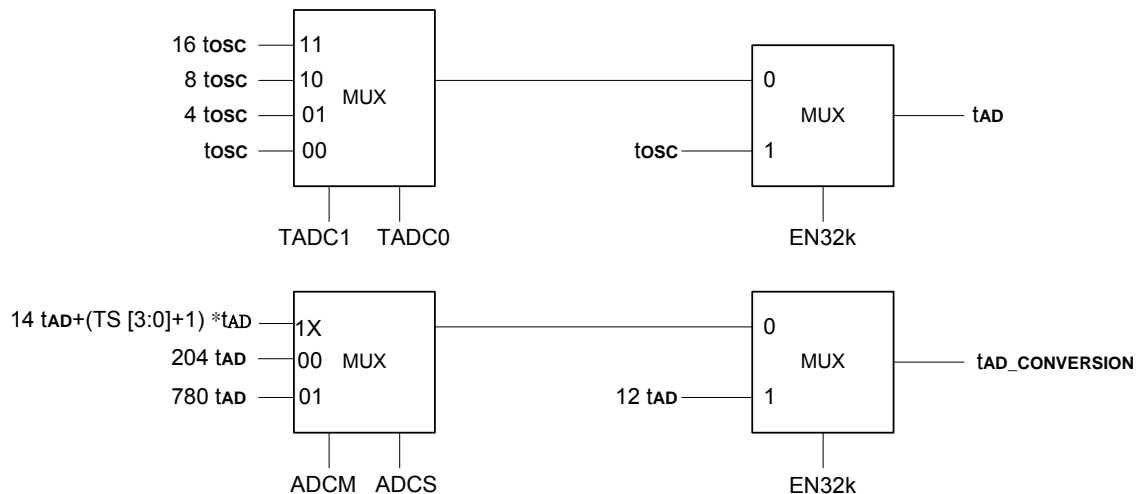 16 tosc
11
8 tosc
10
0
MUX
4 tosc
01
MUX
tAD
tosc
00
tosc
1
TADC1 TADC0
EN32k
14 tAD+(TS [3:0]+1) *tAD
1X
0
204 tAD
00
MUX
MUX
tAD_CONVERSION
780 tAD
01
12 tAD
1
ADCM ADCS
EN32k